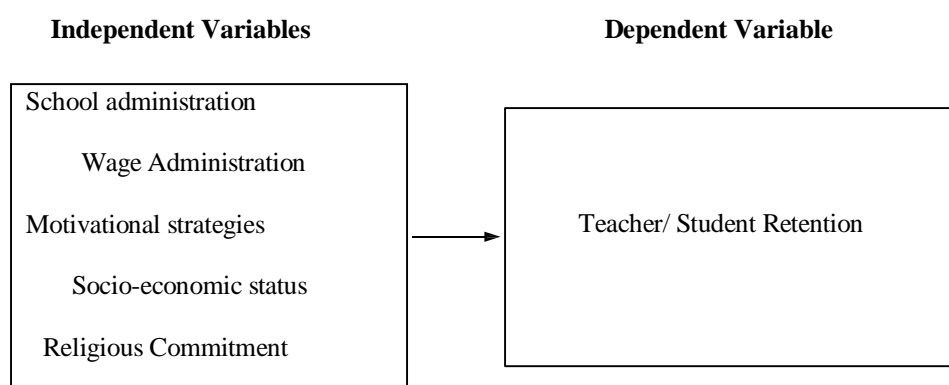 Independent Variables
Dependent Variable
School administration
Wage Administration
Motivational strategies
Socio-economic status
Religious Commitment
Teacher/ Student Retention